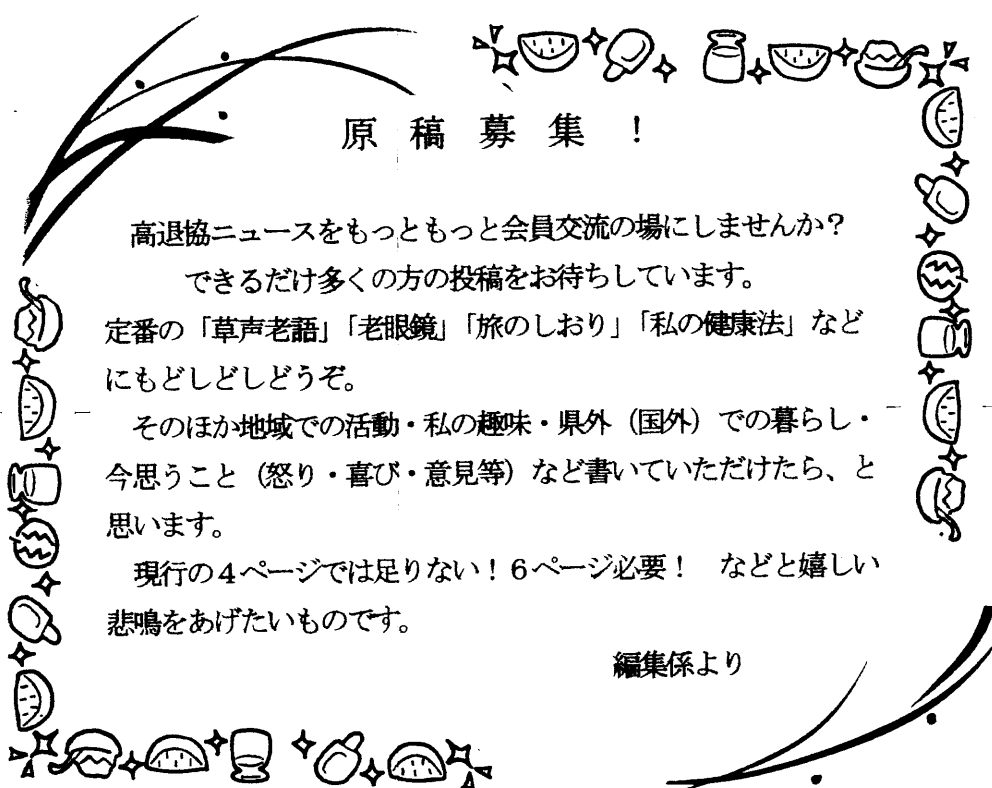 原稿募集！
高退協ニュースをもっともっと会員交流の場にしませんか？
できるだけ多くの方の投稿をお待ちしています。
定番の「草声老語」「老眼鏡」「旅のしおり」「私の健康法」など
にもどしどしどうぞ。
そのほか地域での活動・私の趣味・県外（国外）での暮らし・
今思うこと（怒り・喜び・意見等）など書いていただけたら、と
思います。
現行の４ページでは足りない！６ページ必要！　などと嬉しい
悲鳴をあげたいものです。
編集係より